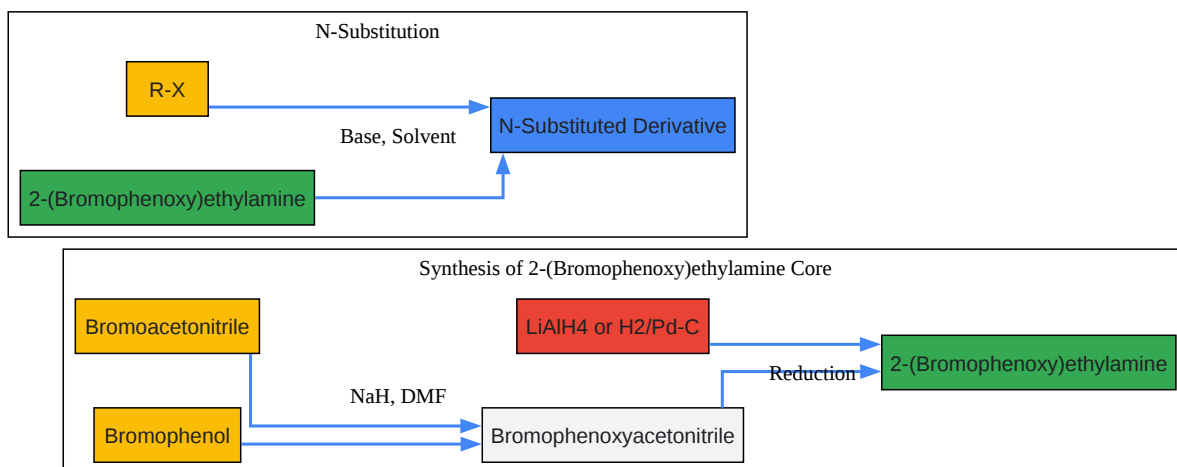 N-Substitution
R-X
N-Substituted Derivative
Base, Solvent
2-(Bromophenoxy)ethylamine
Synthesis of 2-(Bromophenoxy)ethylamine Core
Bromoacetonitrile
LiAlH4 or H2/Pd-C
2-(Bromophenoxy)ethylamine
Reduction
NaH, DMF
Bromophenol
Bromophenoxyacetonitrile